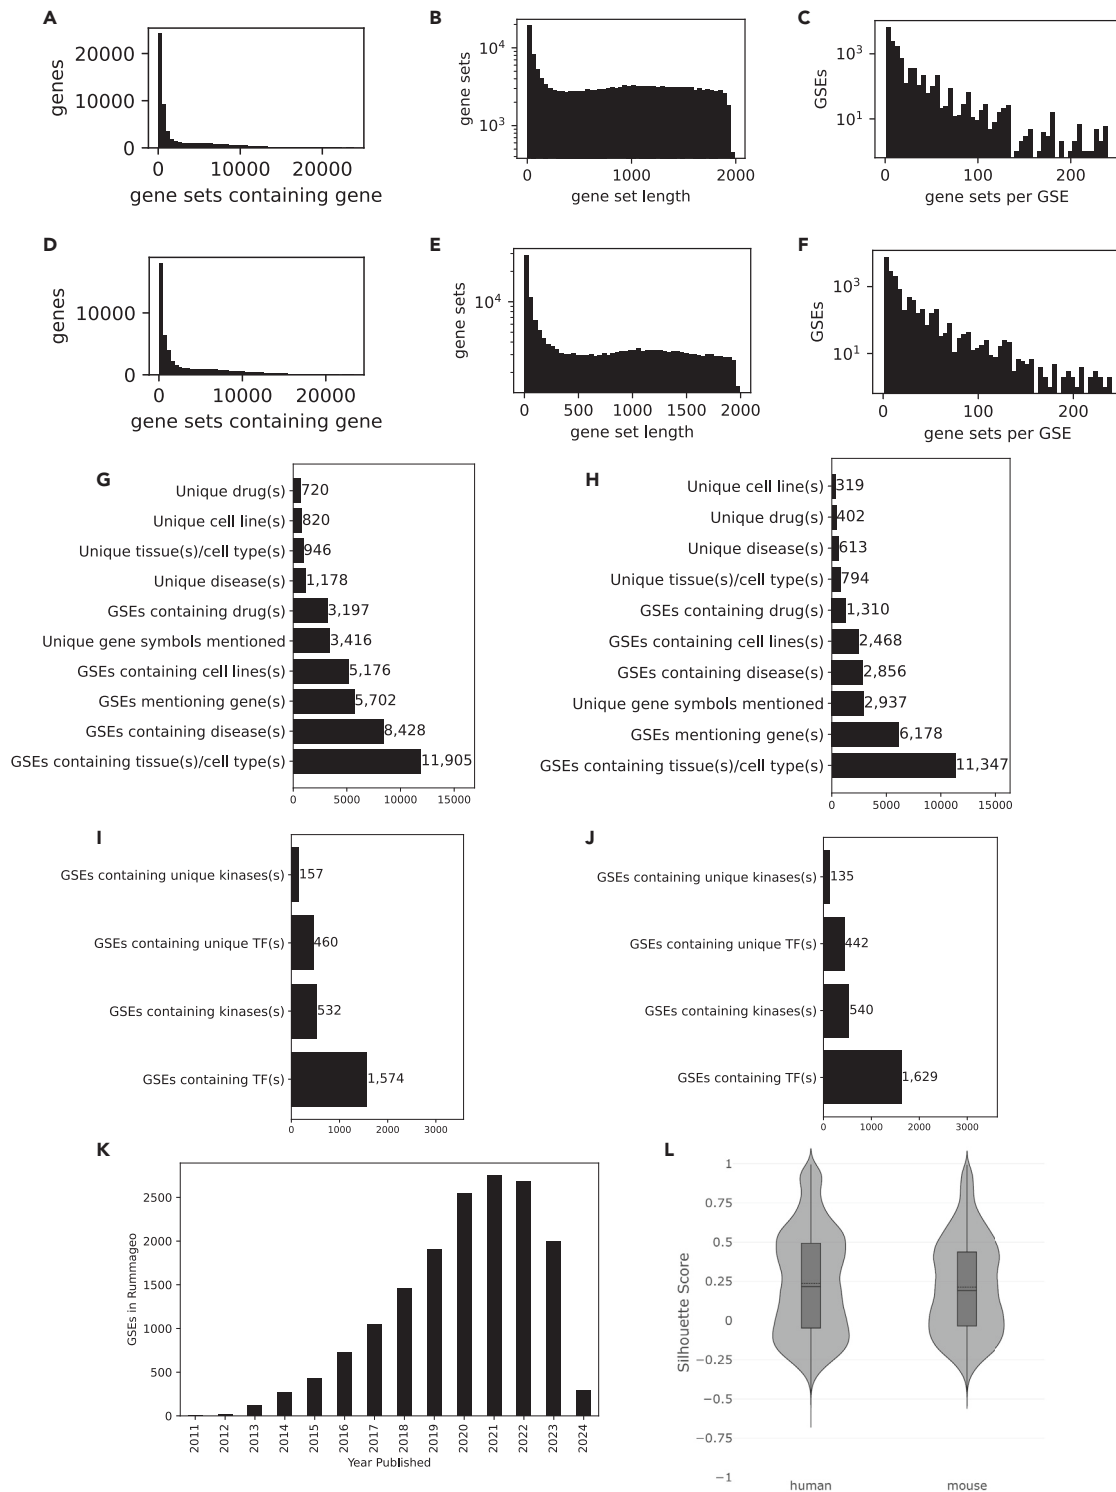 A
genes
20000
10000
0
0 10000 20000
gene sets containing gene
B
gene sets
10^4
10^3
0 1000 2000
gene set length
C
GSEs
10^3
10^1
0 100 200
gene sets per GSE
D
genes
10000
0
0 10000 20000
gene sets containing gene
E
gene sets
10^4
0 500 1000 1500 2000
gene set length
F
GSEs
10^3
10^1
0 100 200
gene sets per GSE
G
Unique drug(s) 720
Unique cell line(s) 820
Unique tissue(s)/cell type(s) 946
Unique disease(s) 1,178
GSEs containing drug(s) 3,197
Unique gene symbols mentioned 3,416
GSEs containing cell lines(s) 5,176
GSEs mentioning gene(s) 5,702
GSEs containing disease(s) 8,428
GSEs containing tissue(s)/cell type(s) 11,905
0 5000 10000 15000
H
Unique cell line(s) 319
Unique drug(s) 402
Unique disease(s) 613
Unique tissue(s)/cell type(s) 794
GSEs containing drug(s) 1,310
GSEs containing cell lines(s) 2,468
GSEs containing disease(s) 2,856
Unique gene symbols mentioned 2,937
GSEs mentioning gene(s) 6,178
GSEs containing tissue(s)/cell type(s) 11,347
0 5000 10000 15000
I
GSEs containing unique kinases(s) 157
GSEs containing unique TF(s) 460
GSEs containing kinases(s) 532
GSEs containing TF(s) 1,574
0 1000 2000 3000
J
GSEs containing unique kinases(s) 135
GSEs containing unique TF(s) 442
GSEs containing kinases(s) 540
GSEs containing TF(s) 1,629
0 1000 2000 3000
K
GSEs in Rummageo
2500
2000
1500
1000
500
0
2011 2012 2013 2014 2015 2016 2017 2018 2019 2020 2021 2022 2023 2024
Year Published
L
Silhouette Score
1
0.75
0.5
0.25
0
−0.25
−0.5
−0.75
−1
human mouse